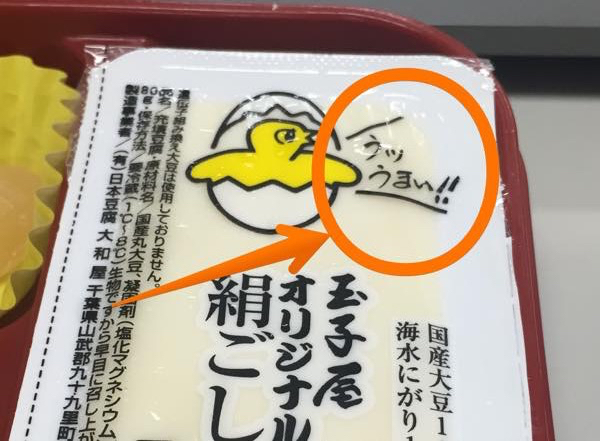 うッ
うまい!!
国産大豆1
海水にがり1
玉子屋
オリジナル
絹ごし
遺伝子組み換え大豆は使用しておりません。
品名/充填豆腐・原材料名/国産丸大豆、凝固剤(塩化マグネシウム
80g・保存方法/要冷蔵(1℃~8℃)生物ですから早目に召し上が
製造事業者/(有)日本豆腐 大和屋 千葉県山武郡九十九里町